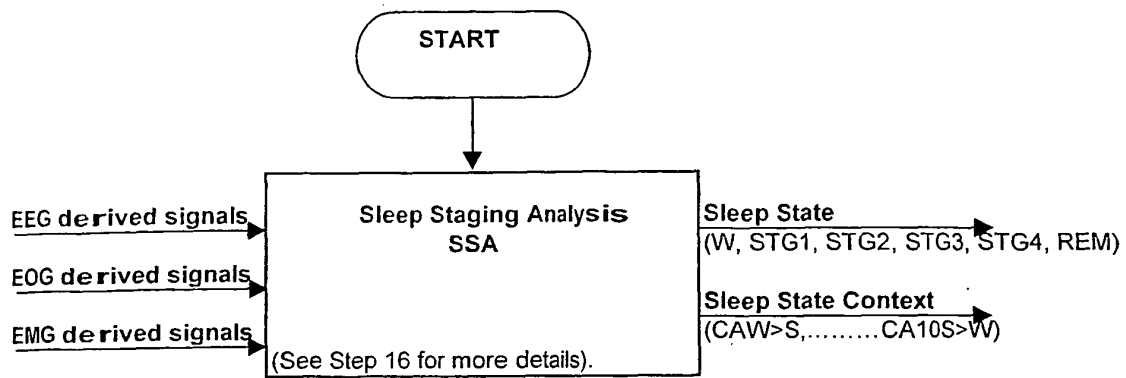 START
EEG derived signals
EOG derived signals
EMG derived signals
Sleep Staging Analysis
SSA
(See Step 16 for more details).
Sleep State
(W, STG1, STG2, STG3, STG4, REM)
Sleep State Context
(CAW>S,.........CA10S>W)